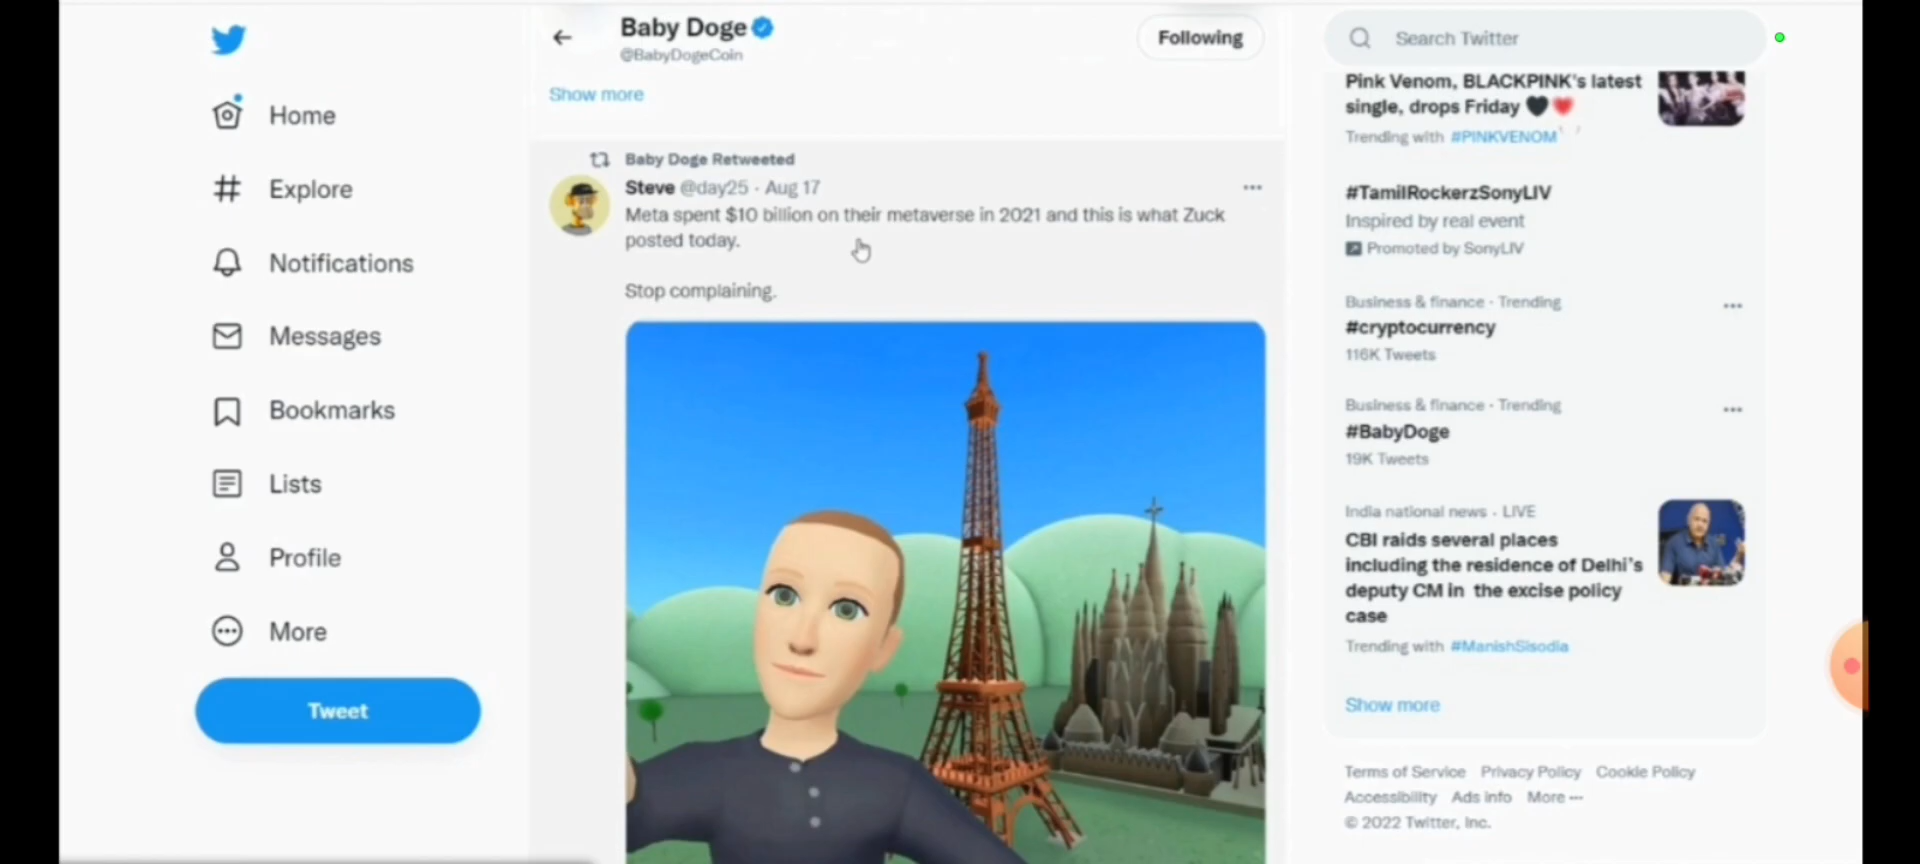 Home
Explore
Notifications
Messages
Bookmarks
Lists
Profile
More
Tweet
Baby Doge
@BabyDogeCoin
Following
Show more
Baby Doge Retweeted
Steve @day25 · Aug 17
Meta spent $10 billion on their metaverse in 2021 and this is what Zuck
posted today.
Stop complaining.
Search Twitter
Pink Venom, BLACKPINK's latest
single, drops Friday 🖤❤️
Trending with #PINKVENOM
#TamilRockerzSonyLIV
Inspired by real event
Promoted by SonyLIV
Business & finance · Trending
#cryptocurrency
116K Tweets
Business & finance · Trending
#BabyDoge
19K Tweets
India national news · LIVE
CBI raids several places
including the residence of Delhi's
deputy CM in the excise policy
case
Trending with #ManishSisodia
Show more
Terms of Service Privacy Policy Cookie Policy
Accessibility Ads info More ···
© 2022 Twitter, Inc.